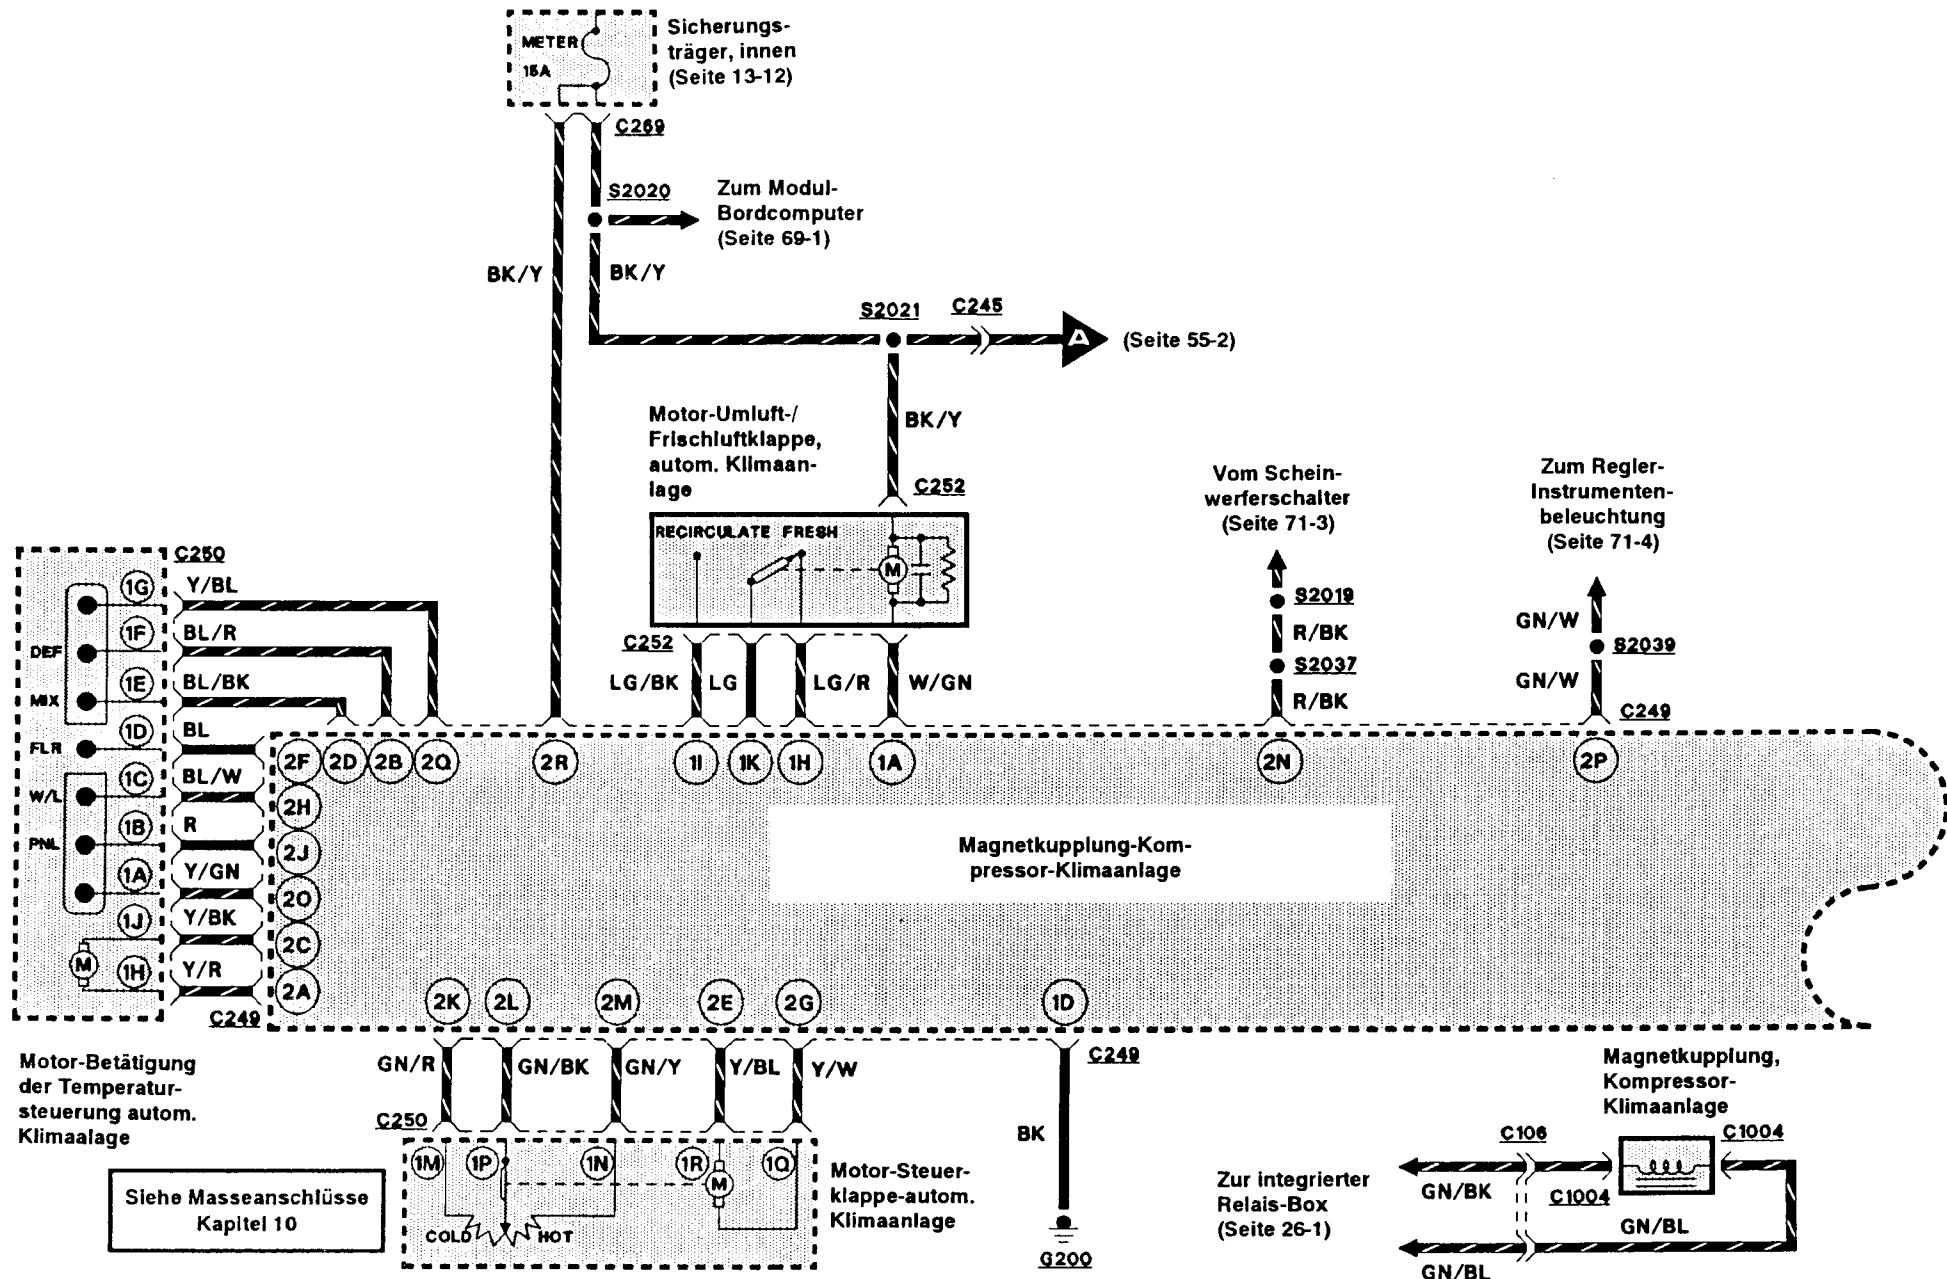 METER
15A
Sicherungs-
träger, innen
(Seite 13-12)
C269
S2020
Zum Modul-
Bordcomputer
(Seite 69-1)
BK/Y
BK/Y
S2021
C245
A
(Seite 55-2)
Motor-Umluft-/
Frischluftklappe,
autom. Klimaan-
lage
BK/Y
C252
RECIRCULATE FRESH
M
C252
LG/BK
LG
LG/R
W/GN
Vom Schein-
werferschalter
(Seite 71-3)
S2019
R/BK
S2037
R/BK
Zum Regler-
Instrumenten-
beleuchtung
(Seite 71-4)
GN/W
S2039
GN/W
C249
C250
1G
Y/BL
1F
BL/R
DEF
1E
BL/BK
MIX
1D
BL
FLR
1C
BL/W
W/L
1B
R
PNL
1A
Y/GN
1J
Y/BK
M
1H
Y/R
C249
2F
2D
2B
2Q
2R
1I
1K
1H
1A
2N
2P
2H
2J
2O
2C
2A
Magnetkupplung-Kom-
pressor-Klimaanlage
2K
2L
2M
2E
2G
1D
Motor-Betätigung
der Temperatur-
steuerung autom.
Klimaalage
GN/R
GN/BK
GN/Y
Y/BL
Y/W
C249
C250
1M
1P
1N
1R
1Q
M
COLD
HOT
Motor-Steuer-
klappe-autom.
Klimaanlage
BK
G200
Siehe Masseanschlüsse
Kapitel 10
Magnetkupplung,
Kompressor-
Klimaanlage
C106
C1004
Zur integrierter
Relais-Box
(Seite 26-1)
GN/BK
C1004
GN/BL
GN/BL